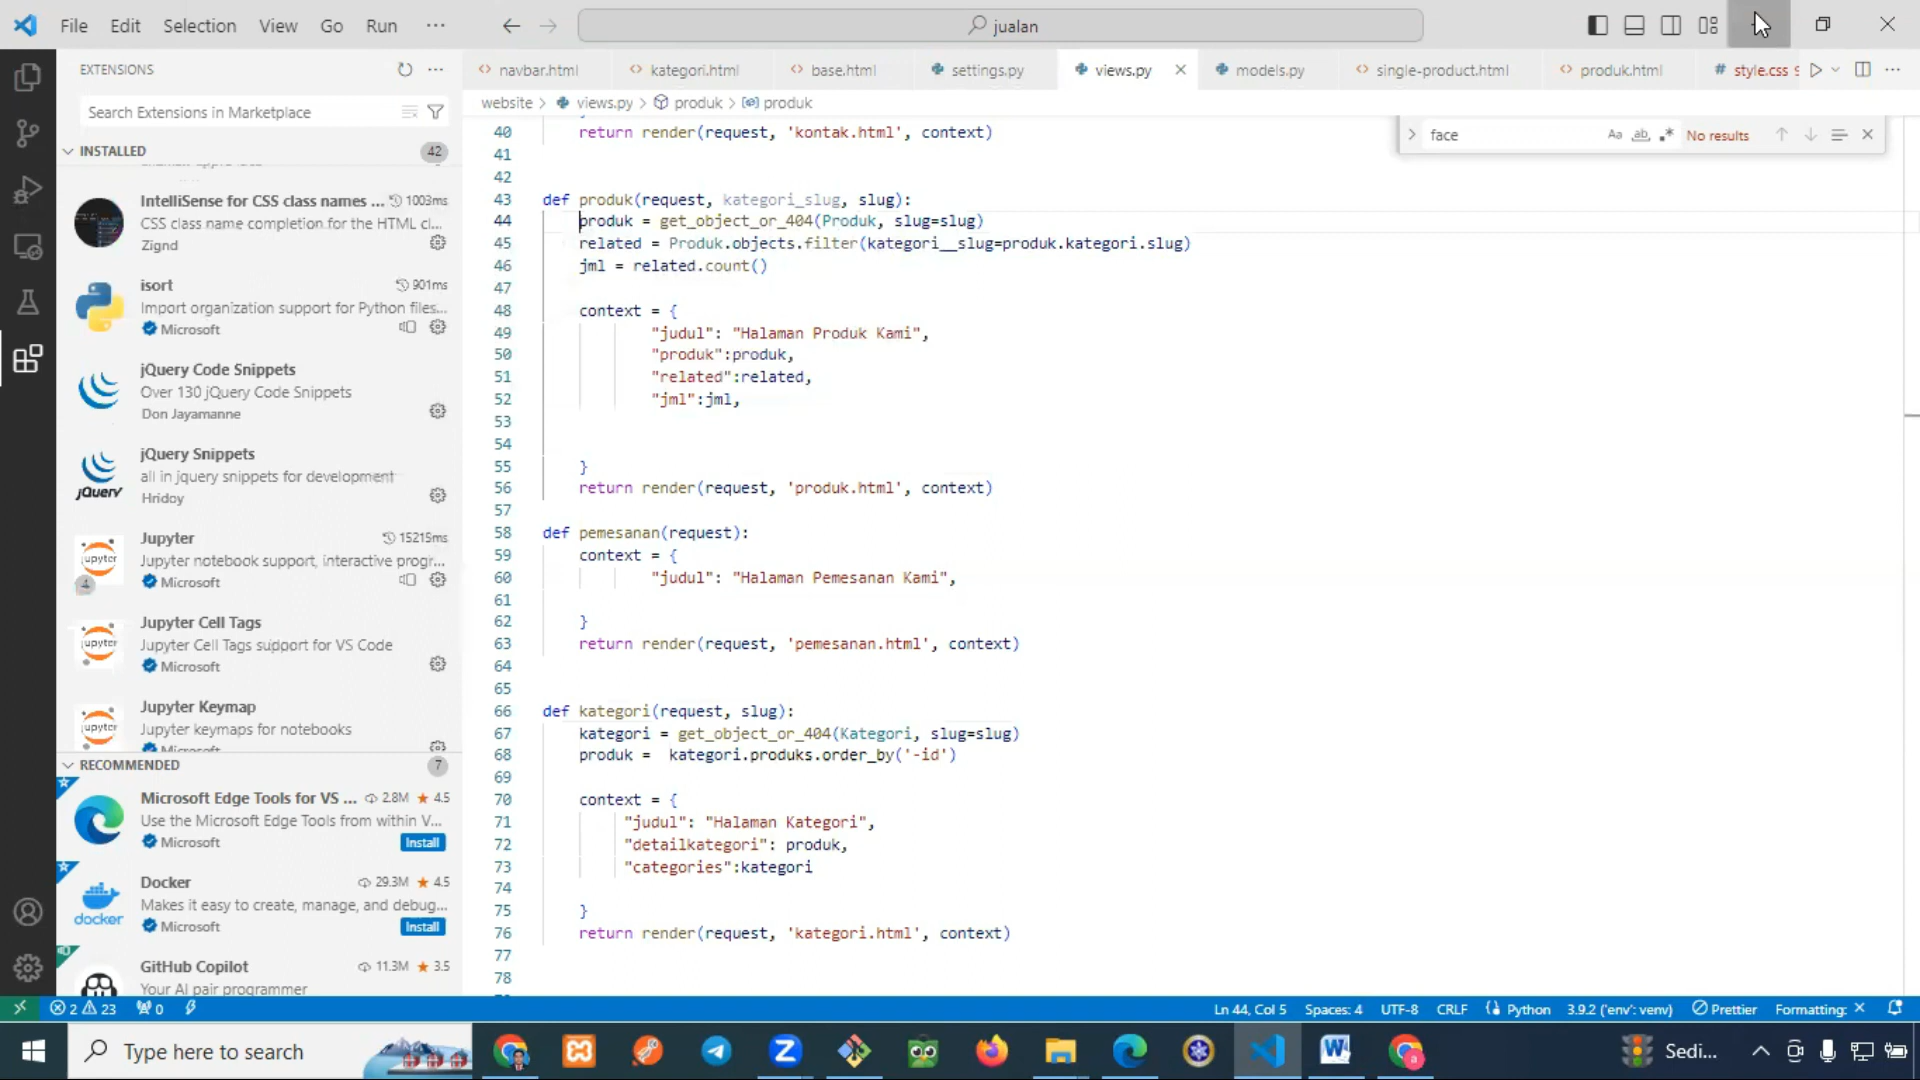 File Edit Selection View Go Run ···
jualan
EXTENSIONS
Search Extensions in Marketplace
INSTALLED 42
IntelliSense for CSS class names ... 1003ms
CSS class name completion for the HTML cl...
Zignd
isort 901ms
Import organization support for Python files...
Microsoft
jQuery Code Snippets
Over 130 jQuery Code Snippets
Don Jayamanne
jQuery Snippets
all in jquery snippets for development
Hridoy
Jupyter 15215ms
Jupyter notebook support, interactive progr...
Microsoft
Jupyter Cell Tags
Jupyter Cell Tags support for VS Code
Microsoft
Jupyter Keymap
Jupyter keymaps for notebooks
Microsoft
RECOMMENDED 7
Microsoft Edge Tools for VS ... 2.8M 4.5
Use the Microsoft Edge Tools from within V...
Microsoft Install
Docker 29.3M 4.5
Makes it easy to create, manage, and debug...
Microsoft Install
GitHub Copilot 11.3M 3.5
Your AI pair programmer
navbar.html kategori.html base.html settings.py views.py models.py single-product.html produk.html style.css 9
website > views.py > produk > produk
face Aa ab No results
40 return render(request, 'kontak.html', context)
41
42
43 def produk(request, kategori_slug, slug):
44 produk = get_object_or_404(Produk, slug=slug)
45 related = Produk.objects.filter(kategori__slug=produk.kategori.slug)
46 jml = related.count()
47
48 context = {
49 "judul": "Halaman Produk Kami",
50 "produk":produk,
51 "related":related,
52 "jml":jml,
53
54
55 }
56 return render(request, 'produk.html', context)
57
58 def pemesanan(request):
59 context = {
60 "judul": "Halaman Pemesanan Kami",
61
62 }
63 return render(request, 'pemesanan.html', context)
64
65
66 def kategori(request, slug):
67 kategori = get_object_or_404(Kategori, slug=slug)
68 produk =  kategori.produks.order_by('-id')
69
70 context = {
71 "judul": "Halaman Kategori",
72 "detailkategori": produk,
73 "categories":kategori
74
75 }
76 return render(request, 'kategori.html', context)
77
78
2 23 0 Ln 44, Col 5 Spaces: 4 UTF-8 CRLF Python 3.9.2 ('env': venv) Prettier Formatting: ×
Type here to search Sedi...